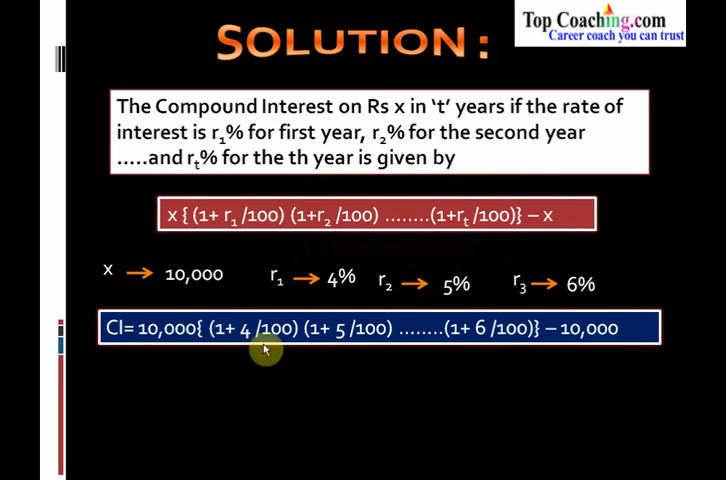 Top Coaching.com
Career coach you can trust
SOLUTION :
The Compound Interest on Rs x in 't' years if the rate of
interest is r₁% for first year, r₂% for the second year
.....and rₜ% for the th year is given by
x { (1+ r₁ /100) (1+r₂ /100) ........(1+rₜ /100)} – x
x → 10,000 r₁ → 4% r₂ → 5% r₃ → 6%
CI= 10,000{ (1+ 4 /100) (1+ 5 /100) ........(1+ 6 /100)} – 10,000